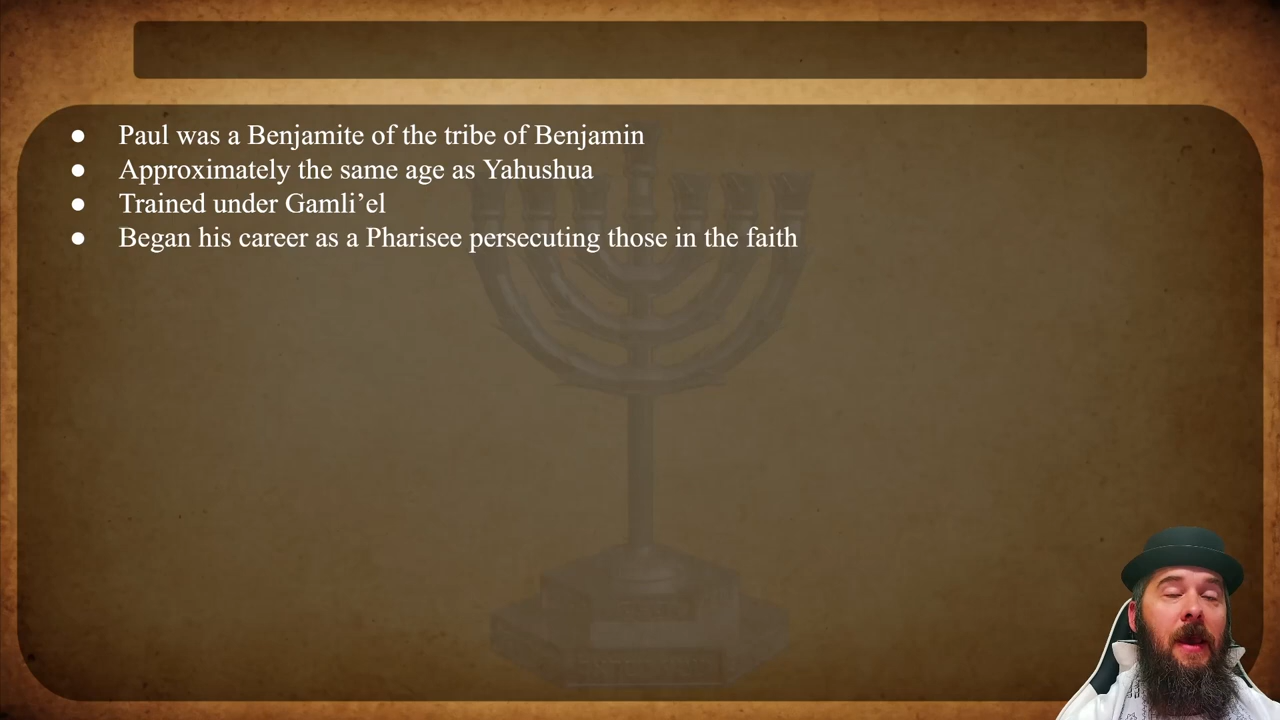 ● Paul was a Benjamite of the tribe of Benjamin
● Approximately the same age as Yahushua
● Trained under Gamli’el
● Began his career as a Pharisee persecuting those in the faith